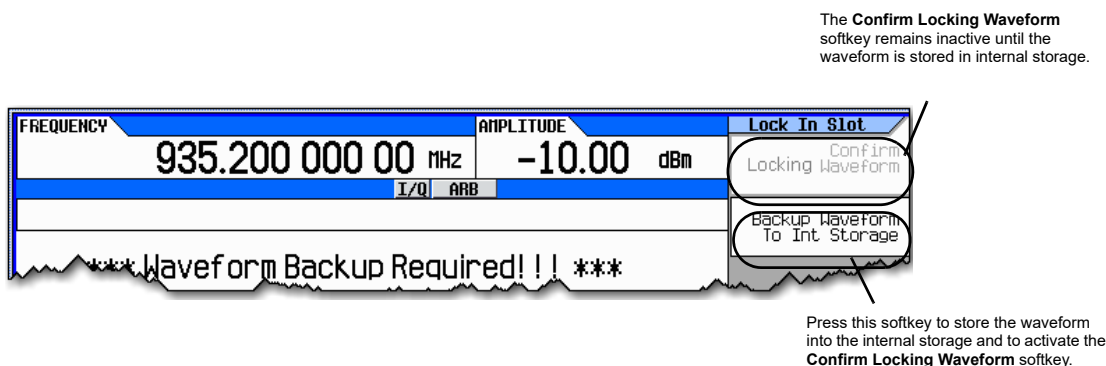 The Confirm Locking Waveform
softkey remains inactive until the
waveform is stored in internal storage.
FREQUENCY
AMPLITUDE
Lock In Slot
935.200 000 00 MHz
-10.00 dBm
Confirm
Locking Waveform
I/Q ARB
Backup Waveform
To Int Storage
*** Waveform Backup Required!!! ***
Press this softkey to store the waveform
into the internal storage and to activate the
Confirm Locking Waveform softkey.